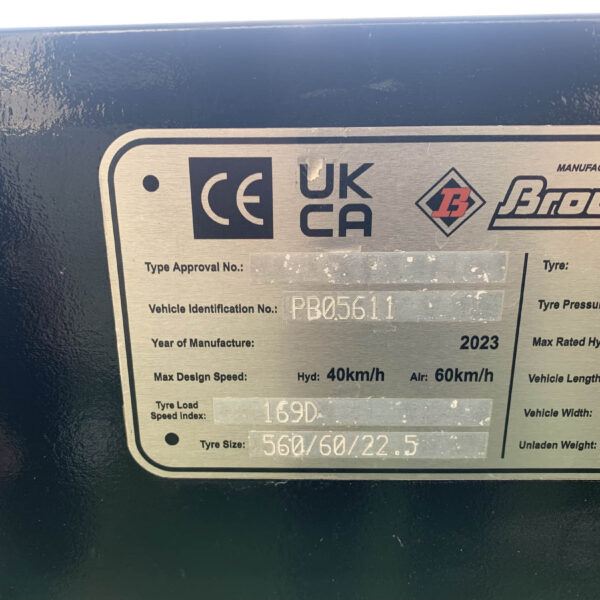 CE
UK
CA
B
MANUFAC
Brow
Type Approval No.:
Vehicle Identification No.: PB05611
Year of Manufacture: 2023
Max Design Speed: Hyd: 40km/h Air: 60km/h
Tyre Load
Speed Index: 169D
Tyre Size: 560/60/22.5
Tyre:
Tyre Pressu
Max Rated Hy
Vehicle Length
Vehicle Width:
Unladen Weight: